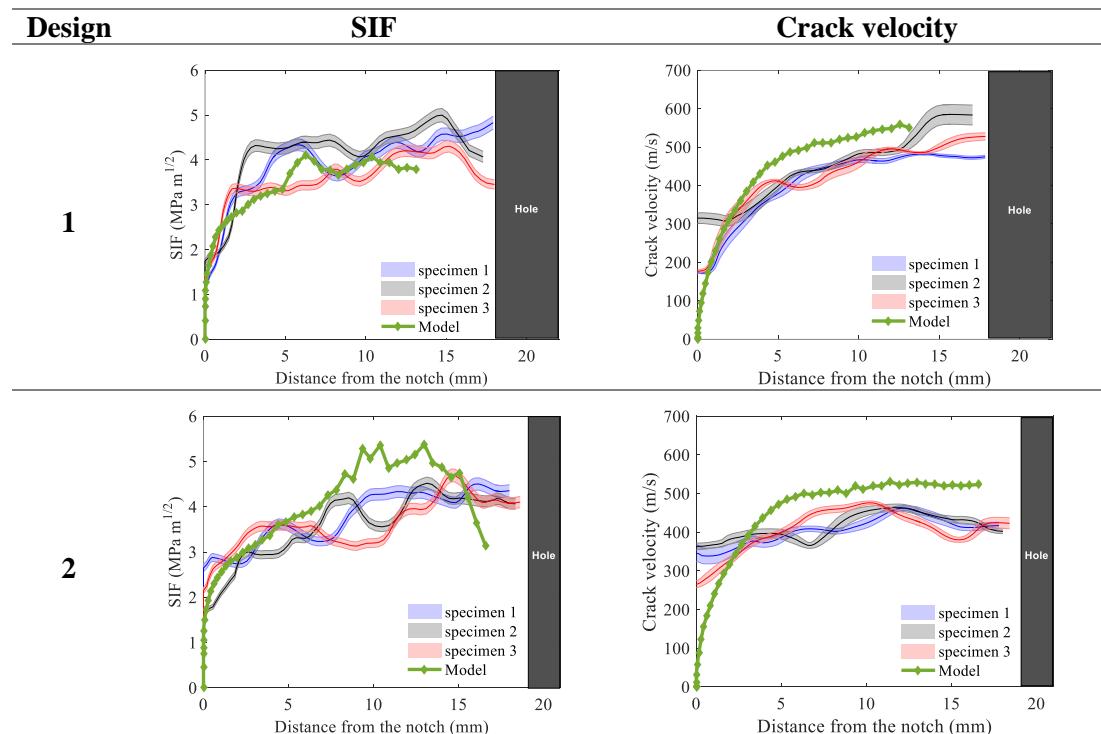 Design SIF Crack velocity
1
SIF (MPa m^1/2)
6
5
4
3
2
1
0
Hole
specimen 1
specimen 2
specimen 3
Model
0 5 10 15 20
Distance from the notch (mm)
Crack velocity (m/s)
700
600
500
400
300
200
100
0
Hole
specimen 1
specimen 2
specimen 3
Model
0 5 10 15 20
Distance from the notch (mm)
2
SIF (MPa m^1/2)
6
5
4
3
2
1
0
Hole
specimen 1
specimen 2
specimen 3
Model
0 5 10 15 20
Distance from the notch (mm)
Crack velocity (m/s)
700
600
500
400
300
200
100
0
Hole
specimen 1
specimen 2
specimen 3
Model
0 5 10 15 20
Distance from the notch (mm)